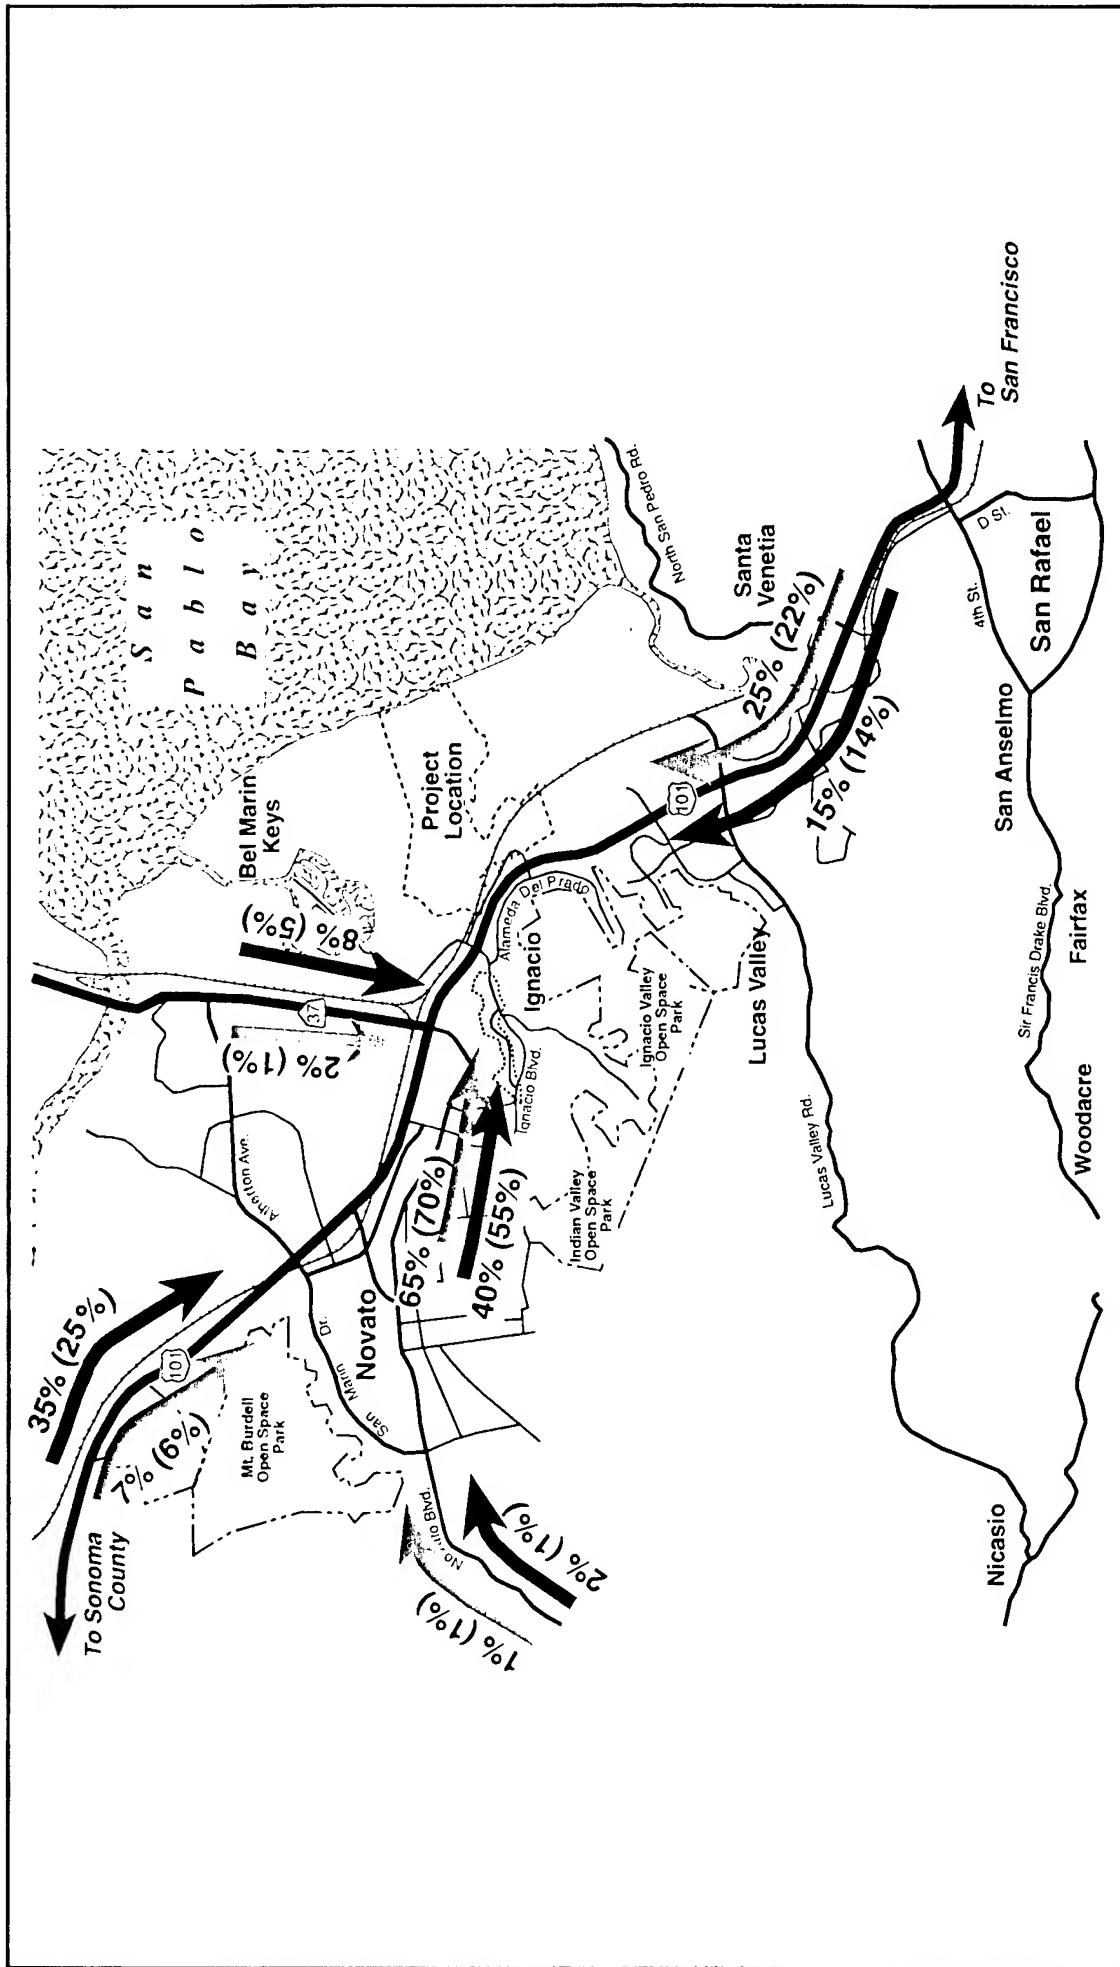 San
Pablo
Bay
To Sonoma
County
35% (25%)
101
7% (6%)
Mt. Burdell
Open Space
Park
Atherton Ave.
San
Marin
Dr.
Novato
1% (1%)
2% (1%)
2% (1%)
37
8% (5%)
Bel Marin
Keys
Project
Location
65% (70%)
40% (55%)
Ignacio Blvd.
Ignacio
Alameda Del Prado
Indian Valley
Open Space
Park
Ignacio Valley
Open Space
Park
101
North San Pedro Rd.
Santa
Venetia
25% (22%)
15% (14%)
Lucas Valley
Lucas Valley Rd.
To
San Francisco
4th St.
D St.
San Rafael
San Anselmo
Sir Francis Drake Blvd.
Fairfax
Woodacre
Nicasio